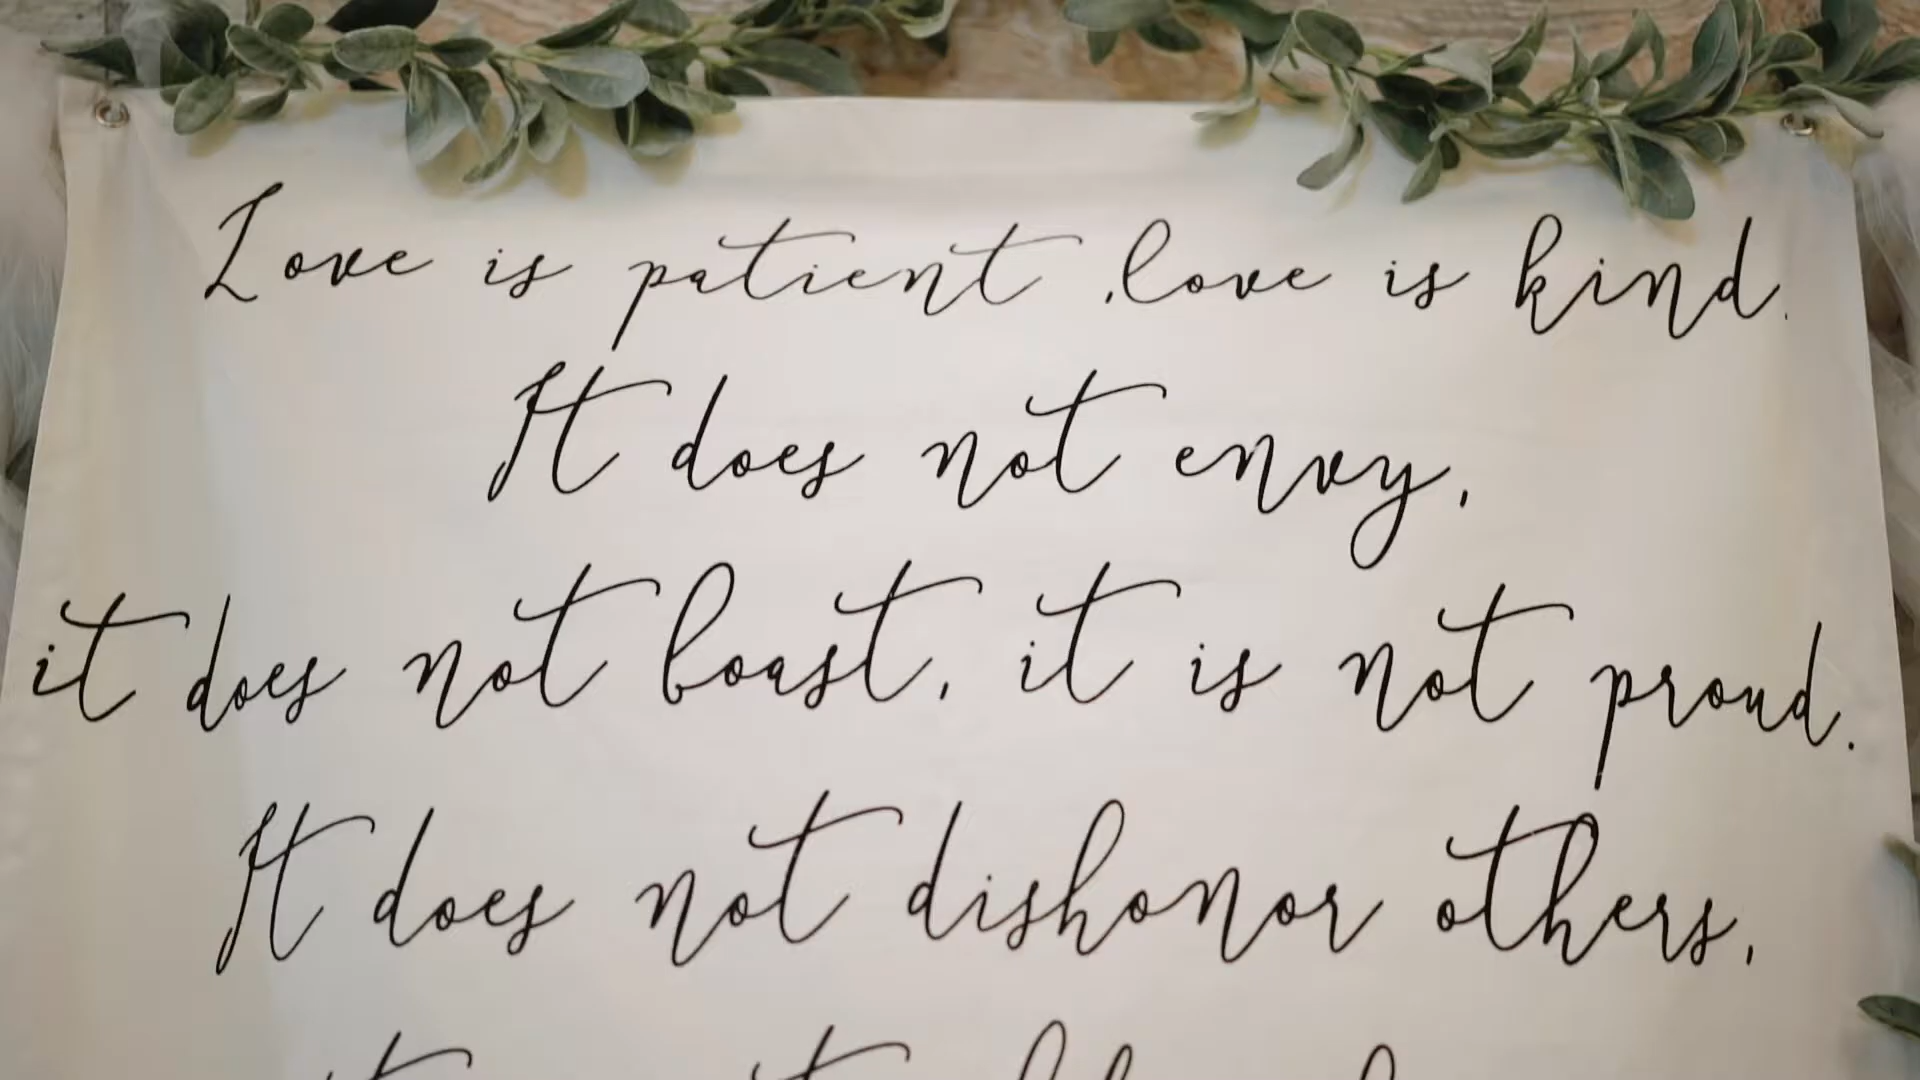 Love is patient ,love is kind.
It does not envy,
it does not boast, it is not proud.
It does not dishonor others,